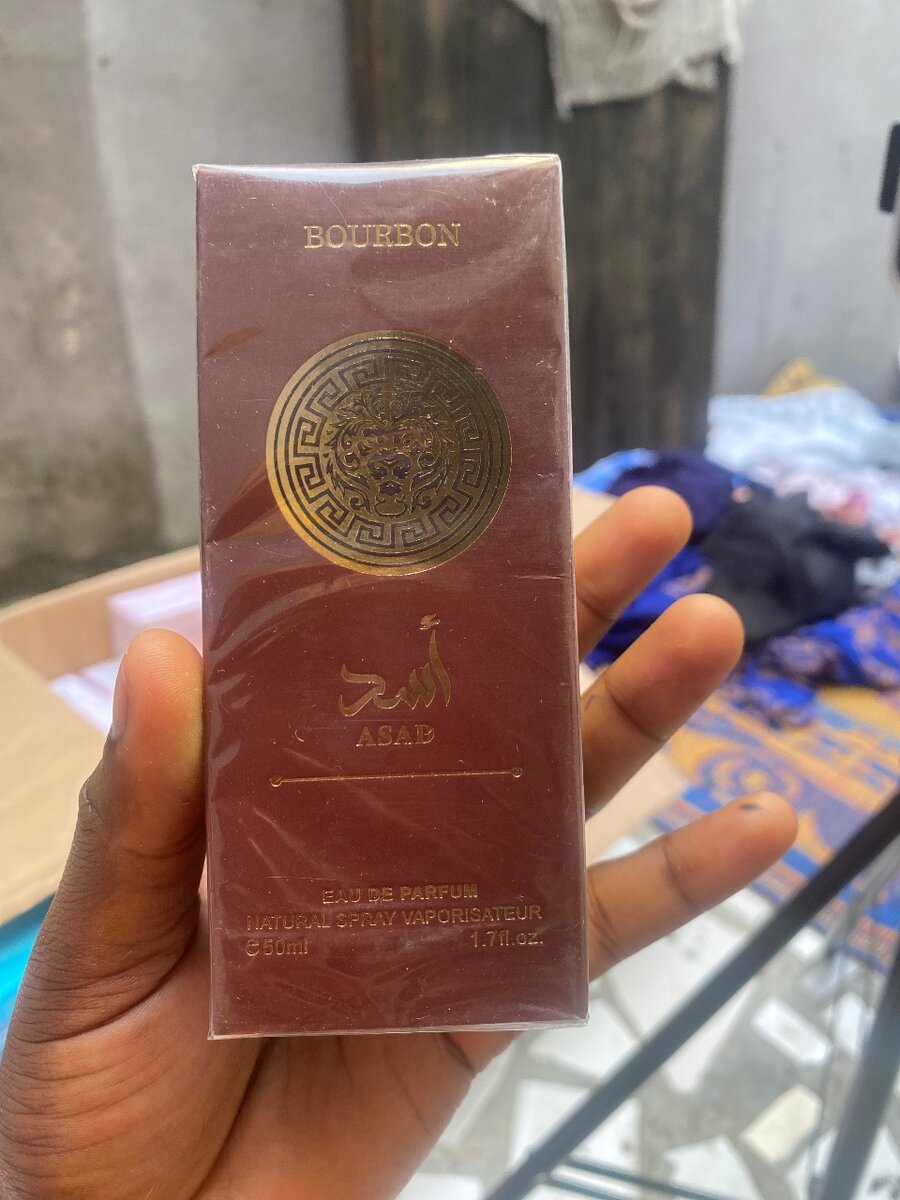 BOURBON
أسد
ASAD
EAU DE PARFUM
NATURAL SPRAY VAPORISATEUR
℮50ml 1.7fl.oz.